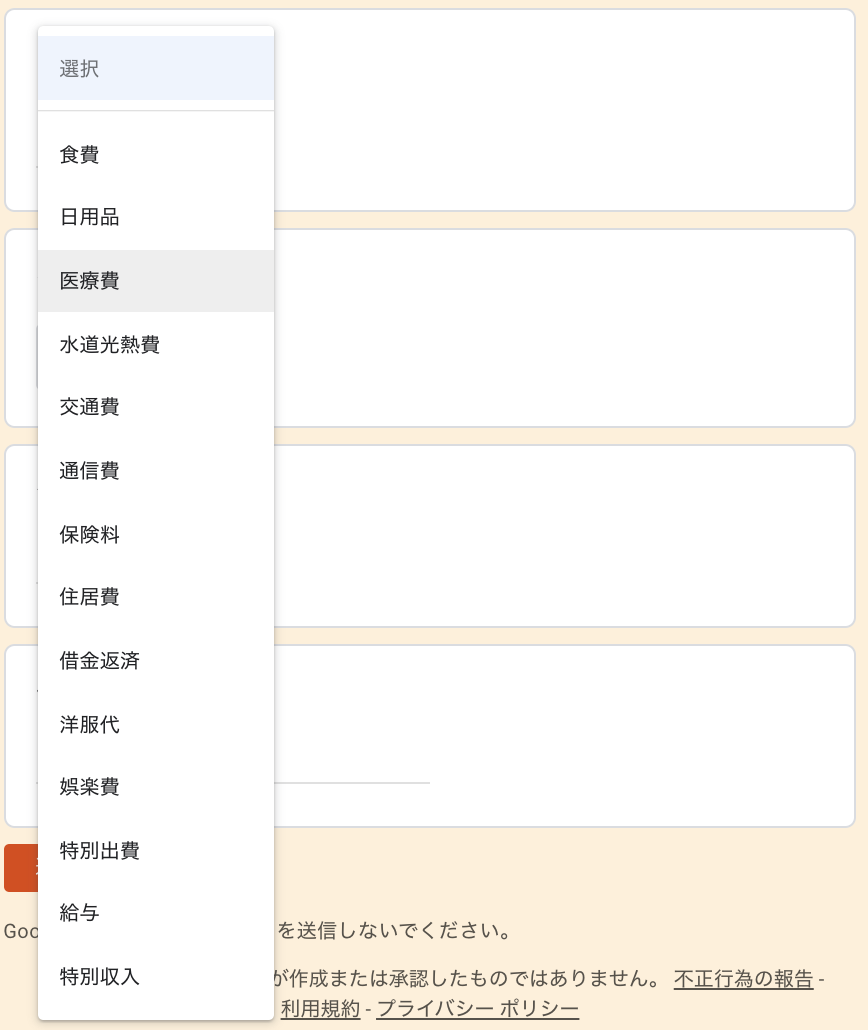 選択
食費
日用品
医療費
水道光熱費
交通費
通信費
保険料
住居費
借金返済
洋服代
娯楽費
特別出費
給与
特別収入
Goo を送信しないでください。
が作成または承認したものではありません。 不正行為の報告 -
利用規約 - プライバシー ポリシー